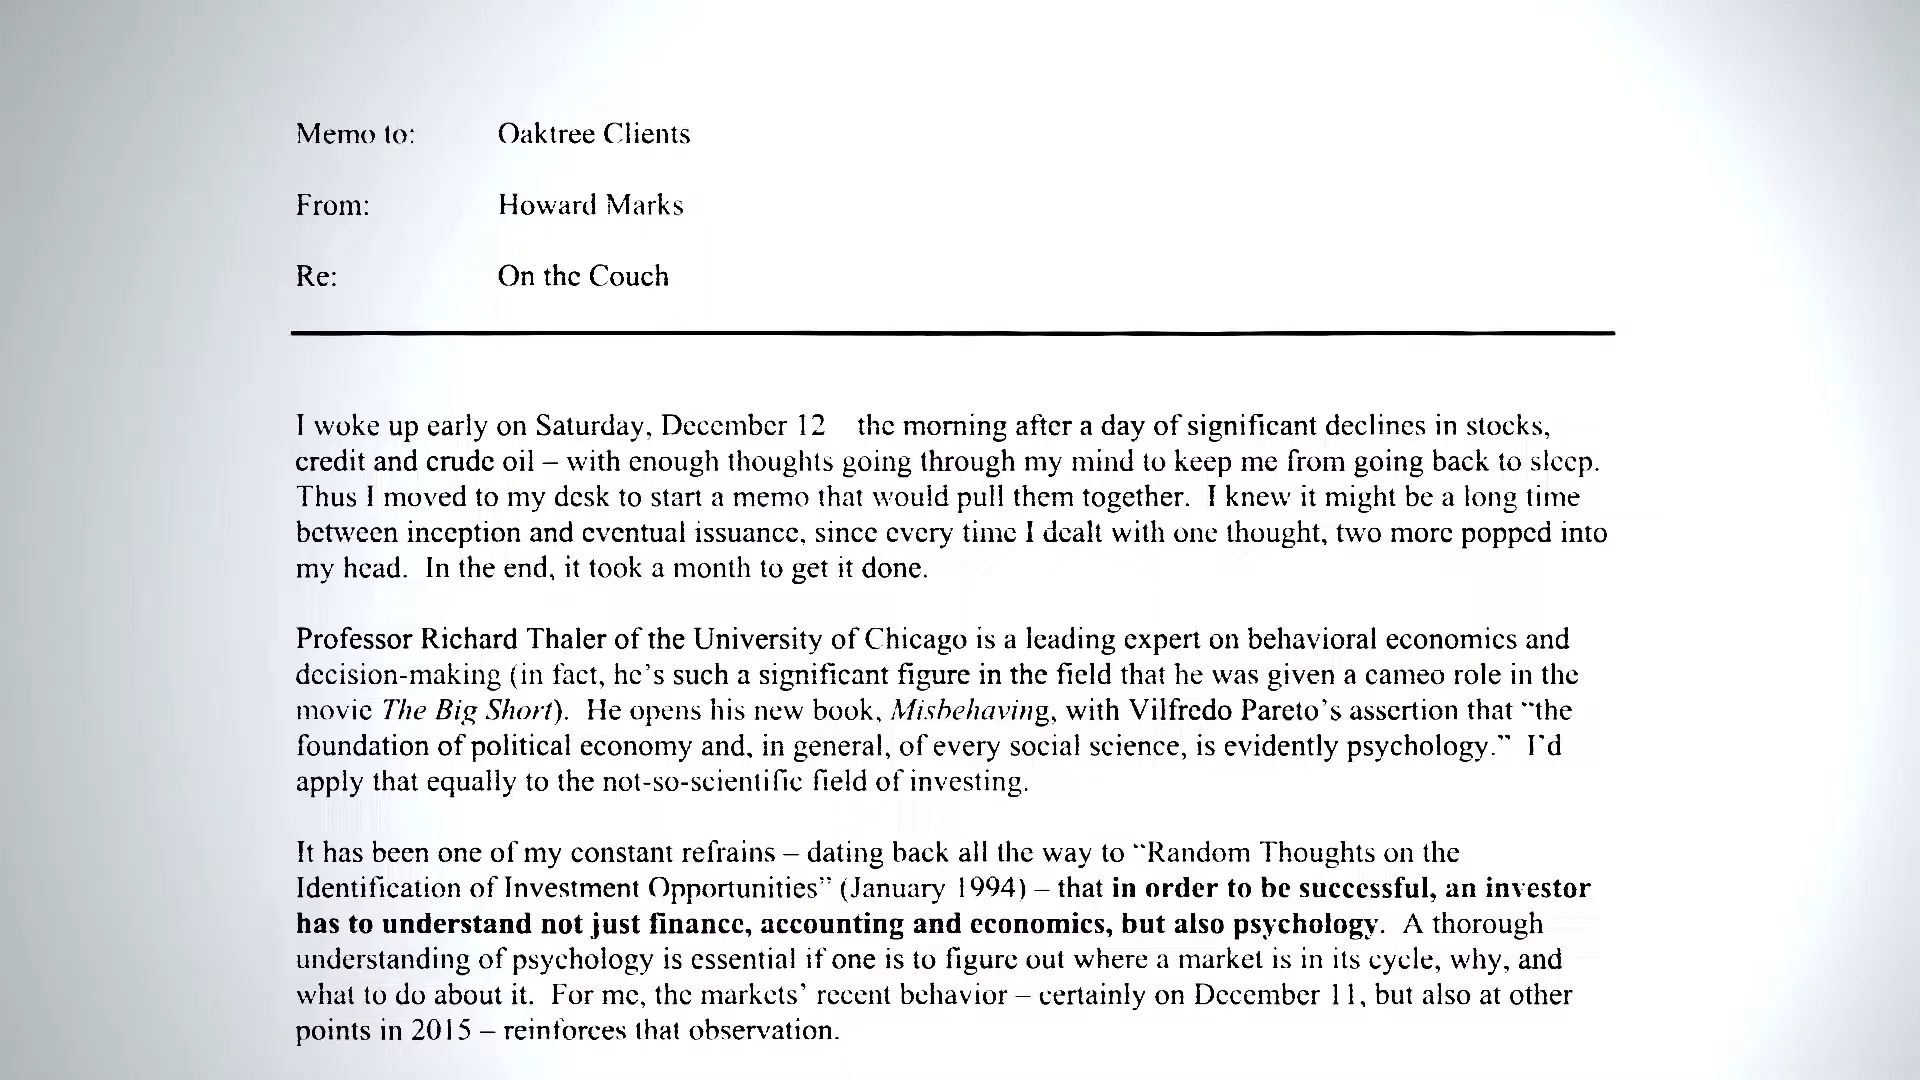 Memo to: Oaktree Clients
From: Howard Marks
Re: On the Couch
I woke up early on Saturday, December 12 the morning after a day of significant declines in stocks,
credit and crude oil – with enough thoughts going through my mind to keep me from going back to sleep.
Thus I moved to my desk to start a memo that would pull them together. I knew it might be a long time
between inception and eventual issuance, since every time I dealt with one thought, two more popped into
my head. In the end, it took a month to get it done.
Professor Richard Thaler of the University of Chicago is a leading expert on behavioral economics and
decision-making (in fact, he's such a significant figure in the field that he was given a cameo role in the
movie The Big Short). He opens his new book, Misbehaving, with Vilfredo Pareto's assertion that "the
foundation of political economy and, in general, of every social science, is evidently psychology." I'd
apply that equally to the not-so-scientific field of investing.
It has been one of my constant refrains – dating back all the way to "Random Thoughts on the
Identification of Investment Opportunities" (January 1994) – that in order to be successful, an investor
has to understand not just finance, accounting and economics, but also psychology. A thorough
understanding of psychology is essential if one is to figure out where a market is in its cycle, why, and
what to do about it. For me, the markets' recent behavior – certainly on December 11, but also at other
points in 2015 – reinforces that observation.